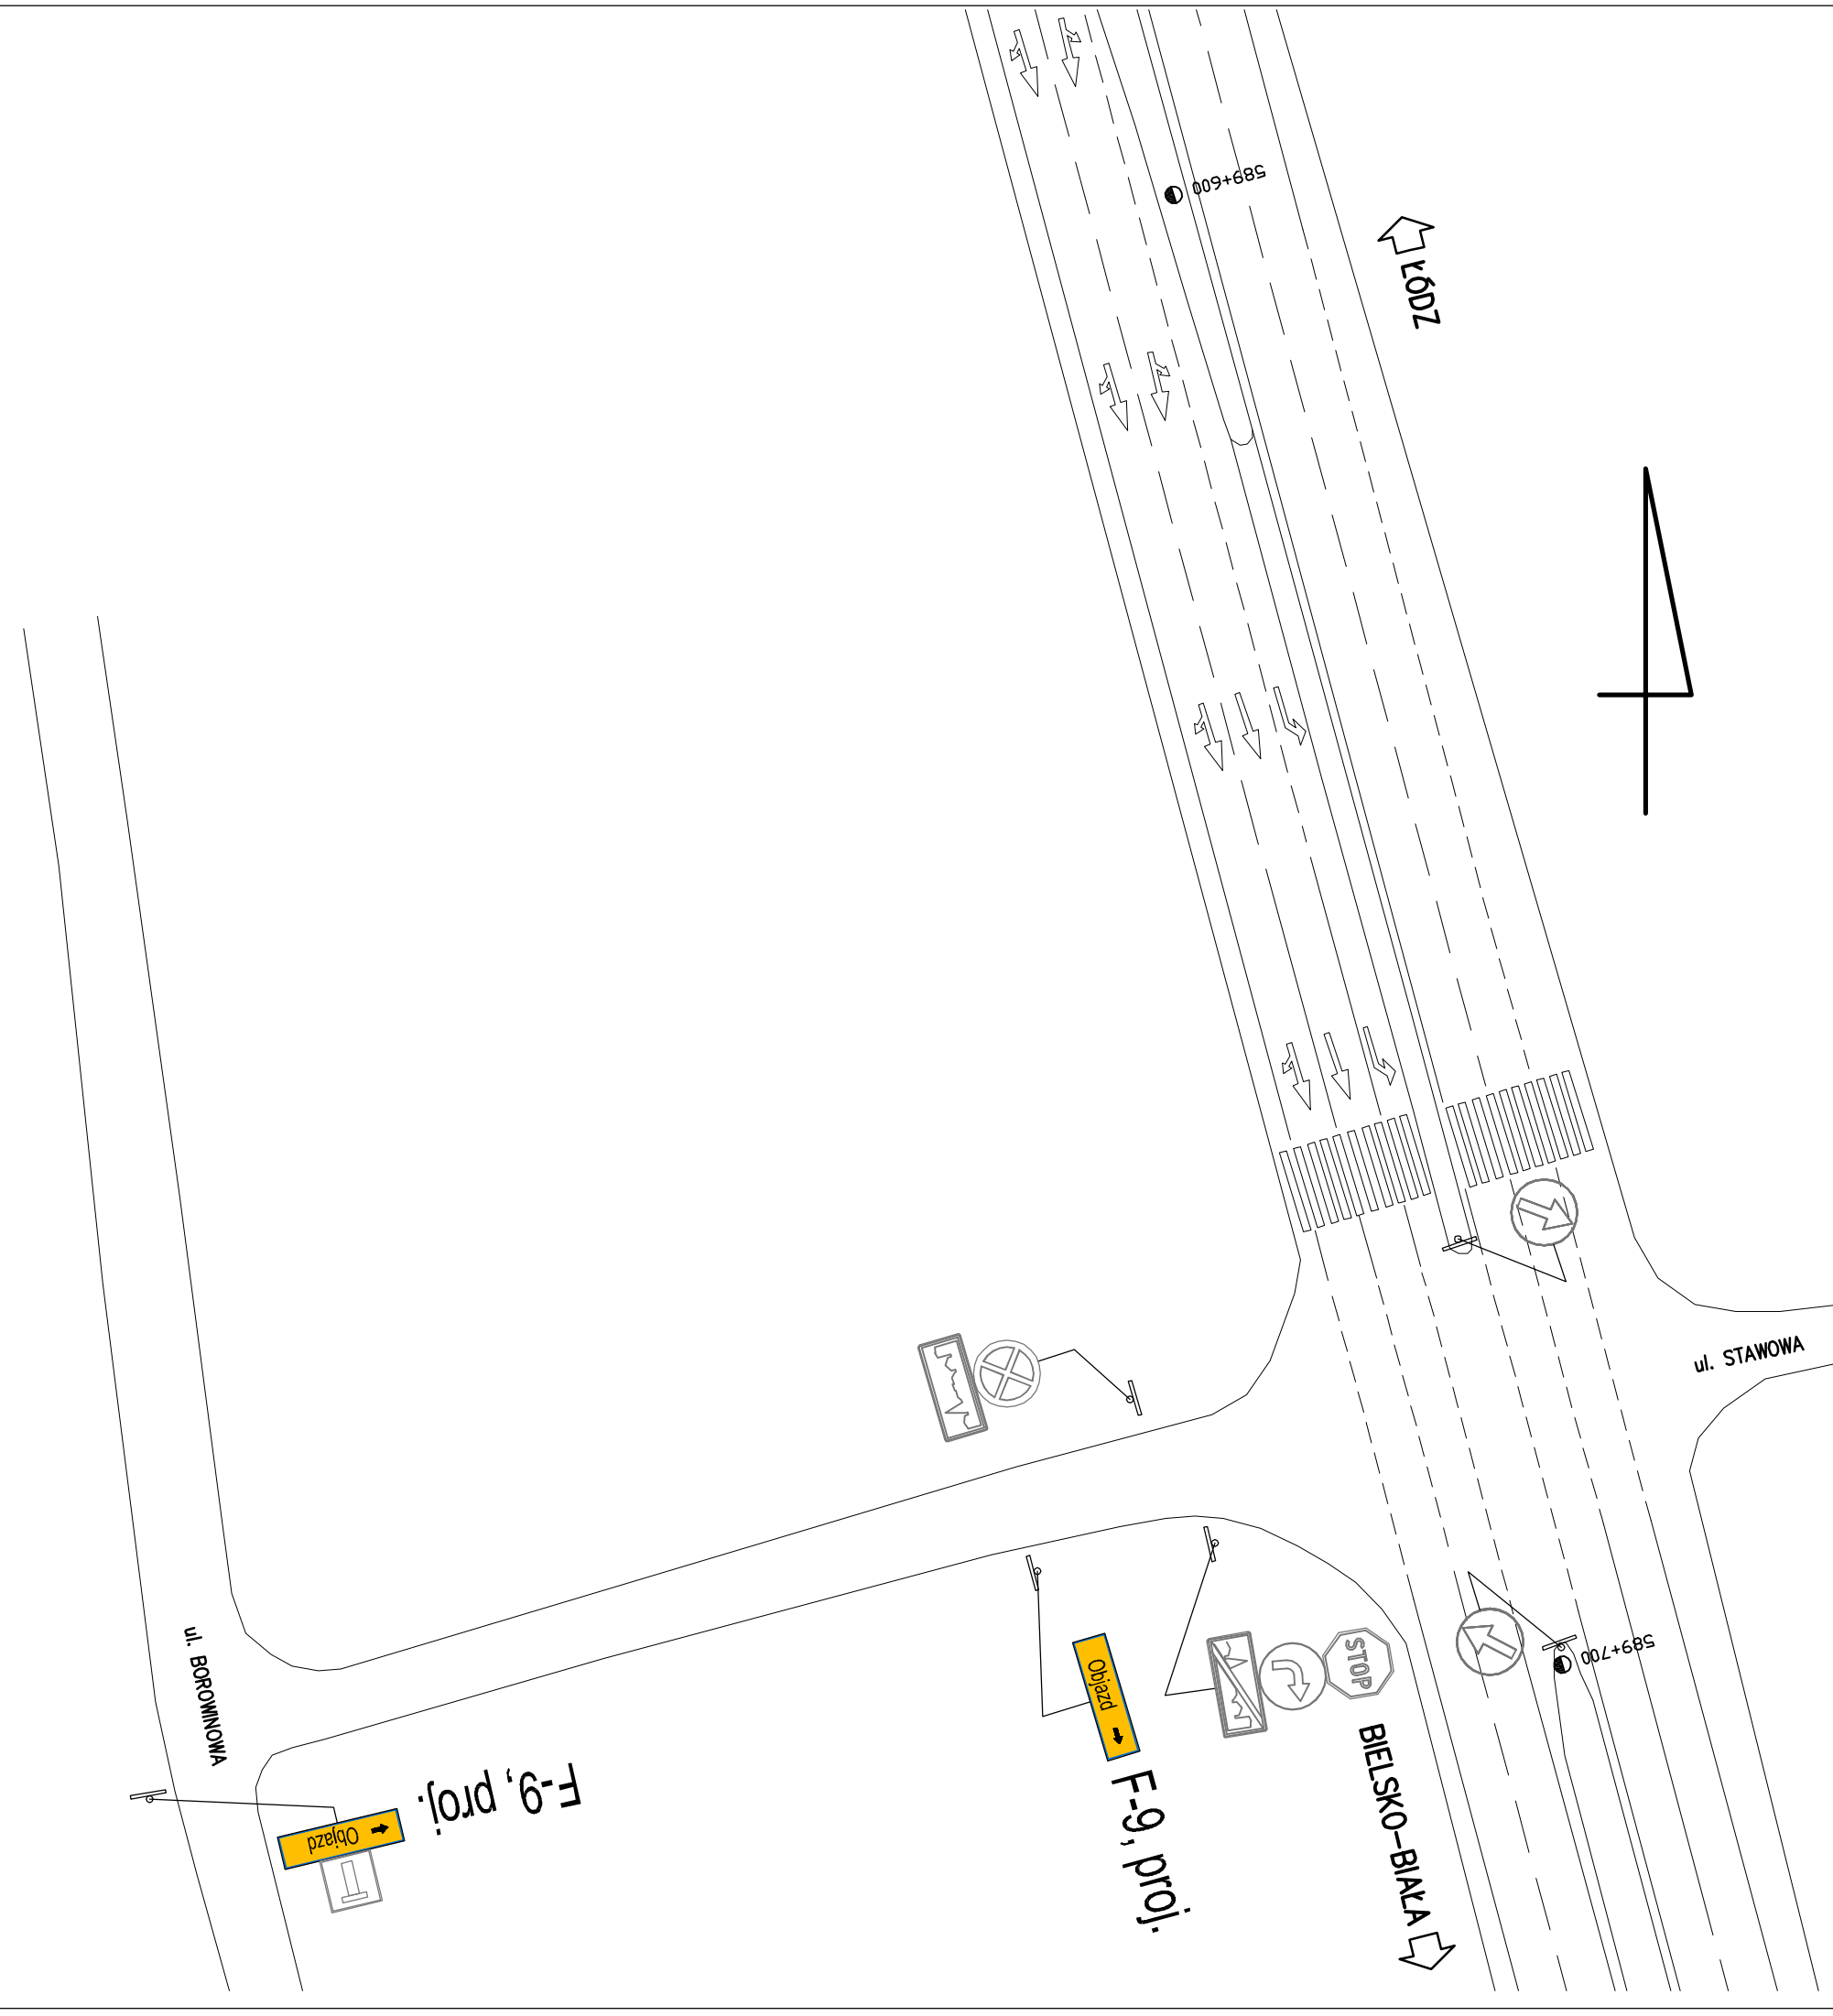 589+600
ŁÓDZ
ul. STAWOWA
589+700
STOP
Objazd
ul. BOROWINOWA
BIELSKO-BIAŁA
F-9, proj.
F-9, proj.
Objazd